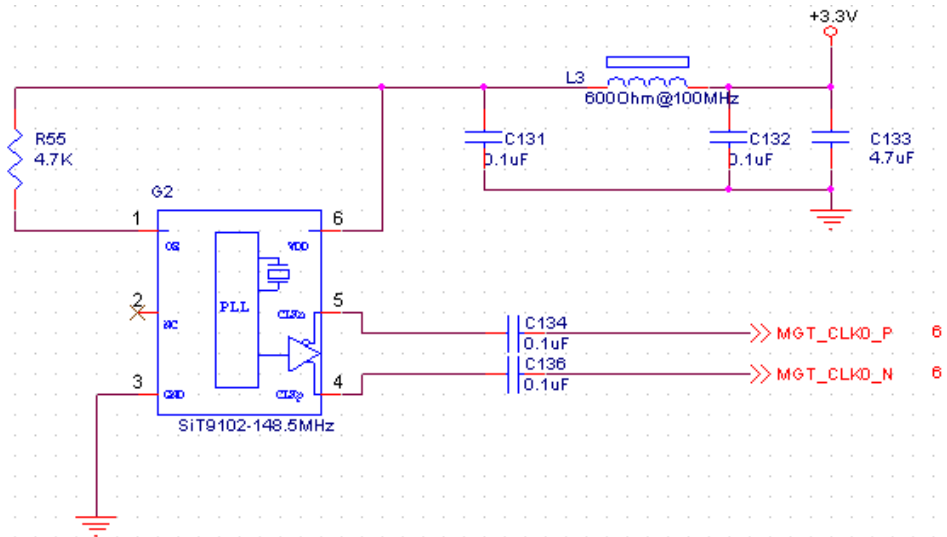 +3.3V
L3
600Ohm@100MHz
R55
4.7K
C131
0.1uF
C132
0.1uF
C133
4.7uF
G2
1
6
OE
VDD
PLL
2
5
NC
CLKn
C134
0.1uF
MGT_CLK0_P 6
C136
0.1uF
MGT_CLK0_N 6
3
4
GND
CLKp
SiT9102-148.5MHz